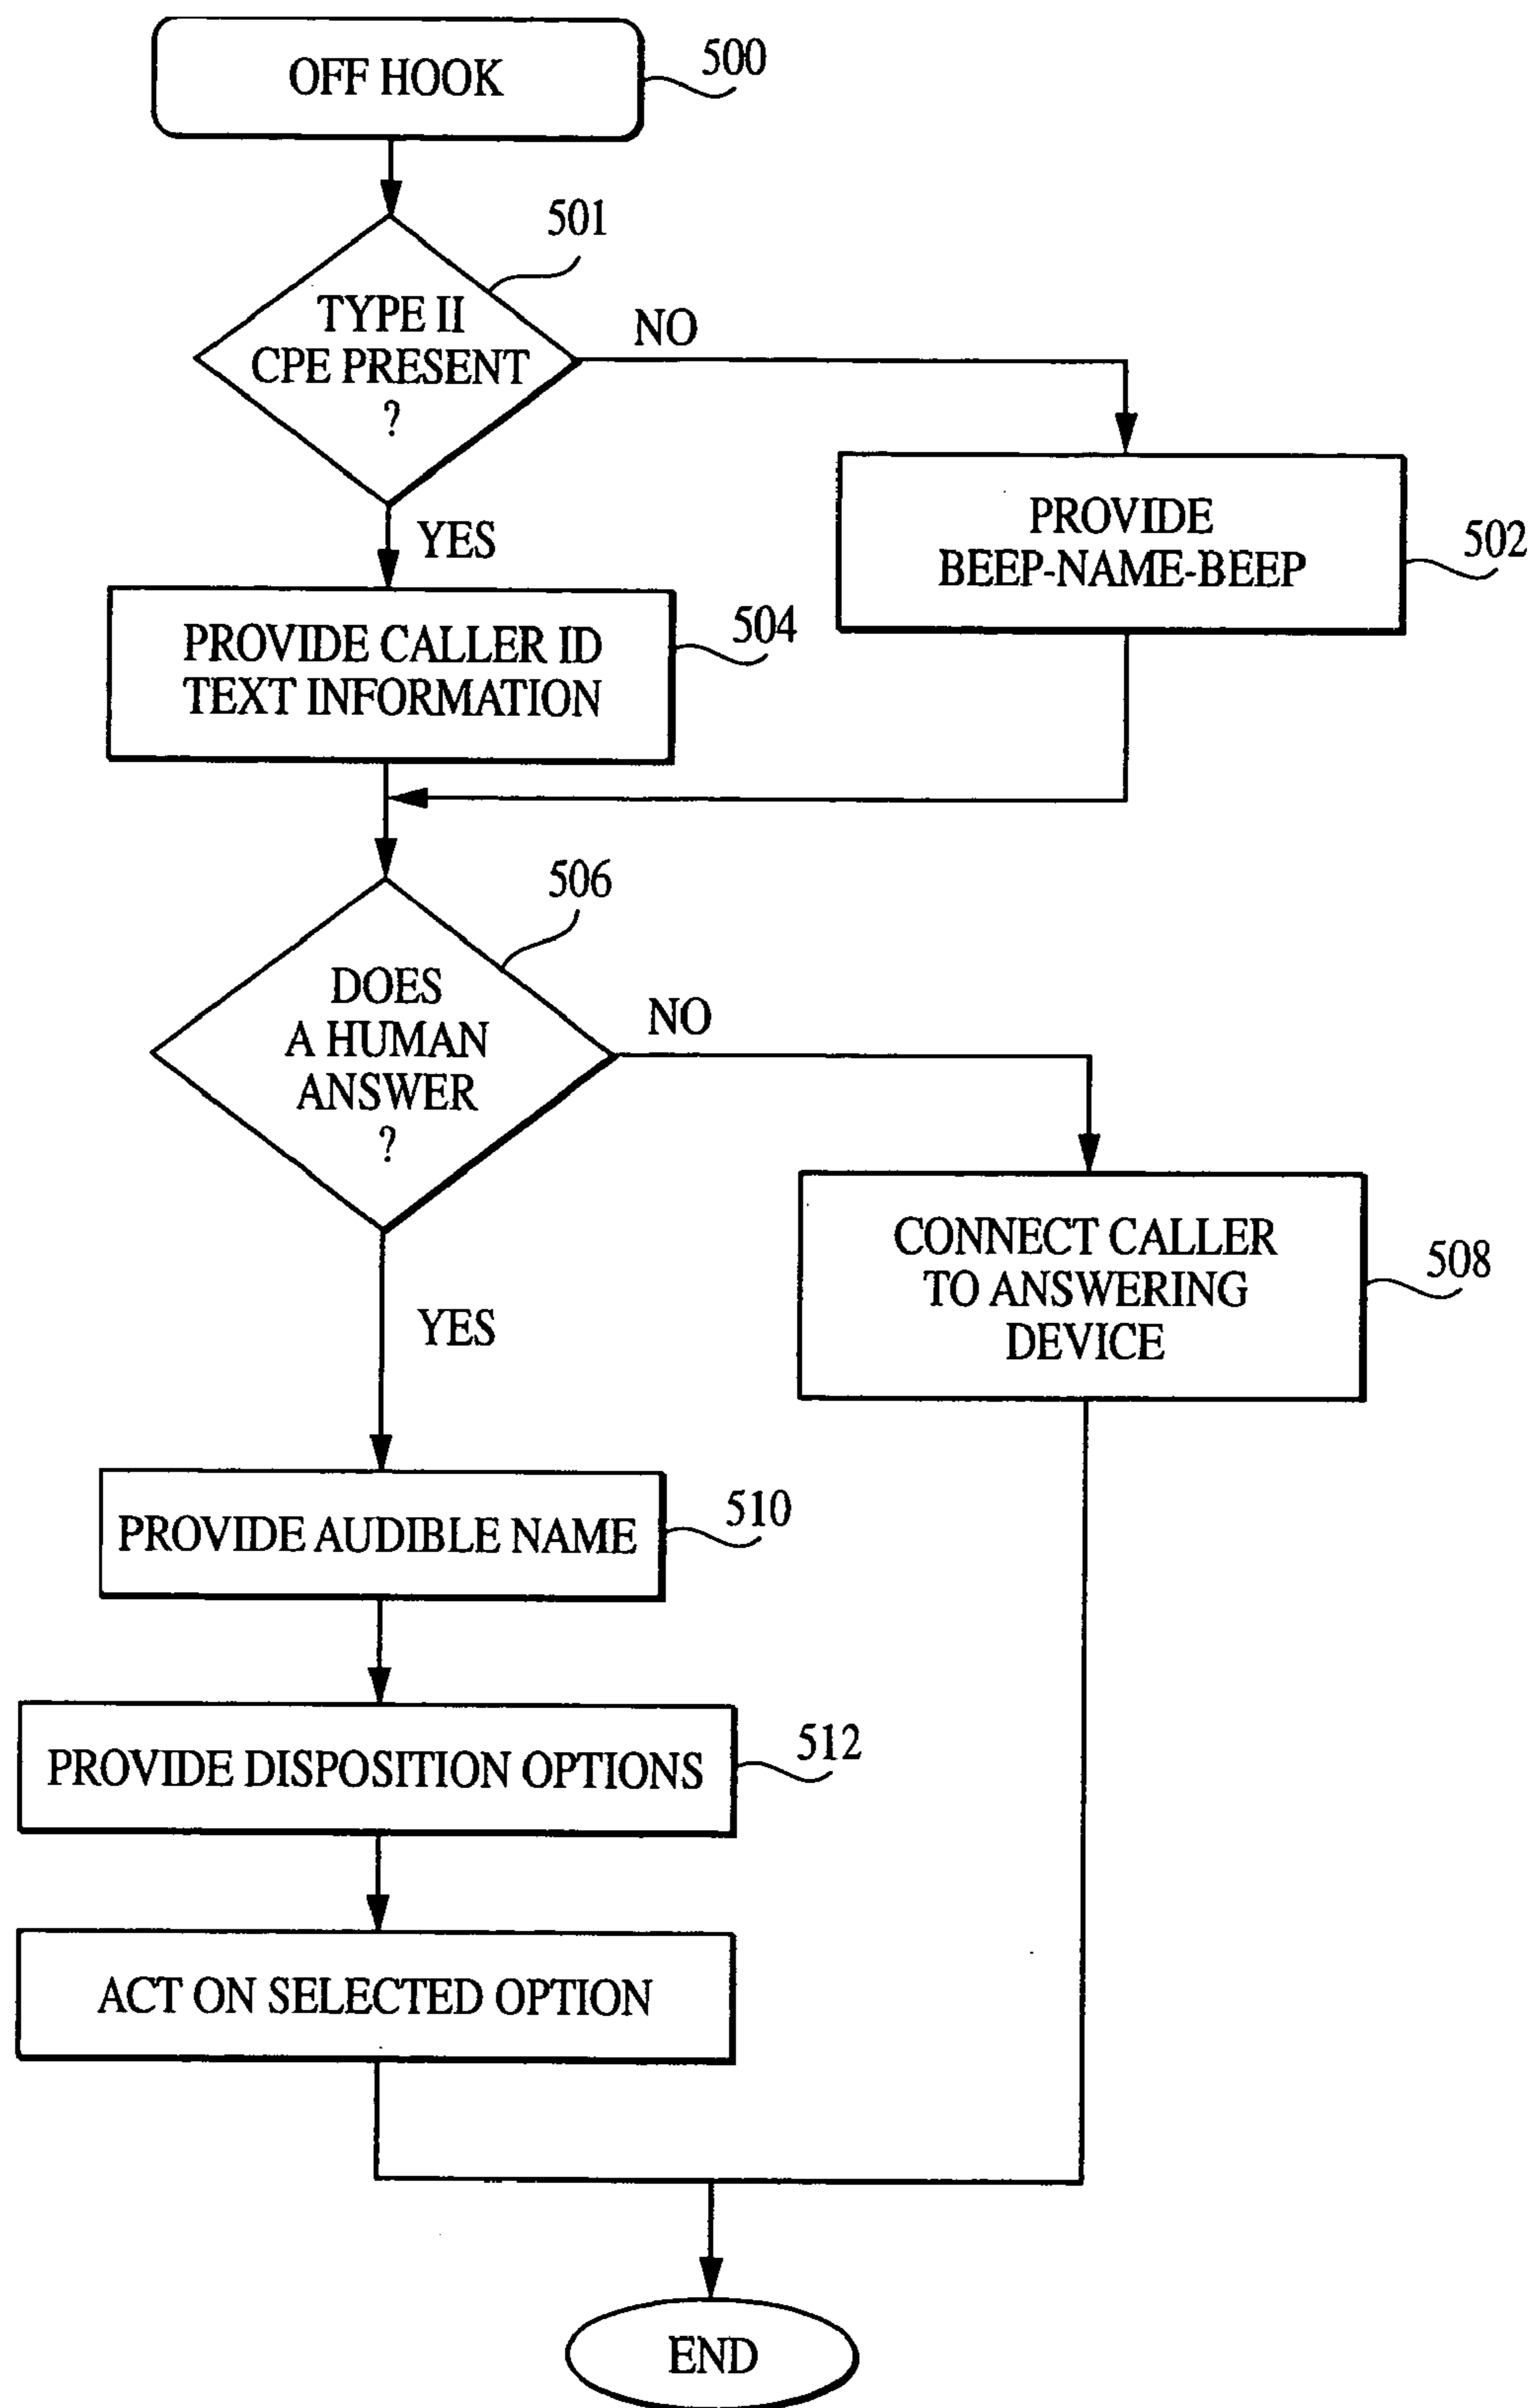 OFF HOOK
500
501
TYPE II
CPE PRESENT
?
NO
YES
PROVIDE
BEEP-NAME-BEEP
502
PROVIDE CALLER ID
TEXT INFORMATION
504
506
DOES
A HUMAN
ANSWER
?
NO
YES
CONNECT CALLER
TO ANSWERING
DEVICE
508
PROVIDE AUDIBLE NAME
510
PROVIDE DISPOSITION OPTIONS
512
ACT ON SELECTED OPTION
END